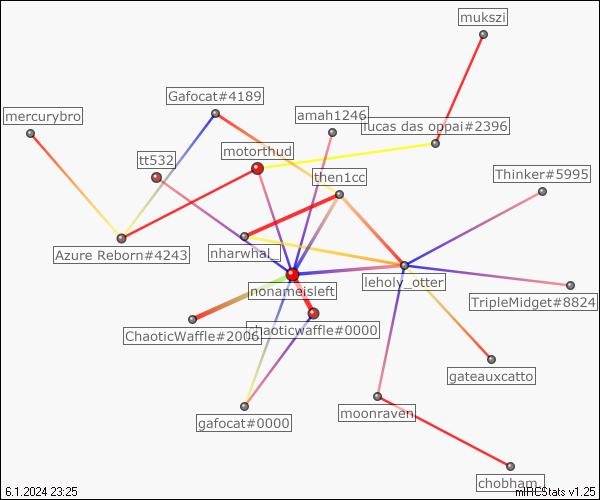 mukszi
Gafocat#4189
mercurybro
amah1246
lucas das oppai#2396
motorthud
tt532
then1cc
Thinker#5995
Azure Reborn#4243
nharwhal_
leholy_otter
nonameisleft
TripleMidget#8824
ChaoticWaffle#2006
chaoticwaffle#0000
gateauxcatto
moonraven
gafocat#0000
chobham_
6.1.2024 23:25
mIRCStats v1.25